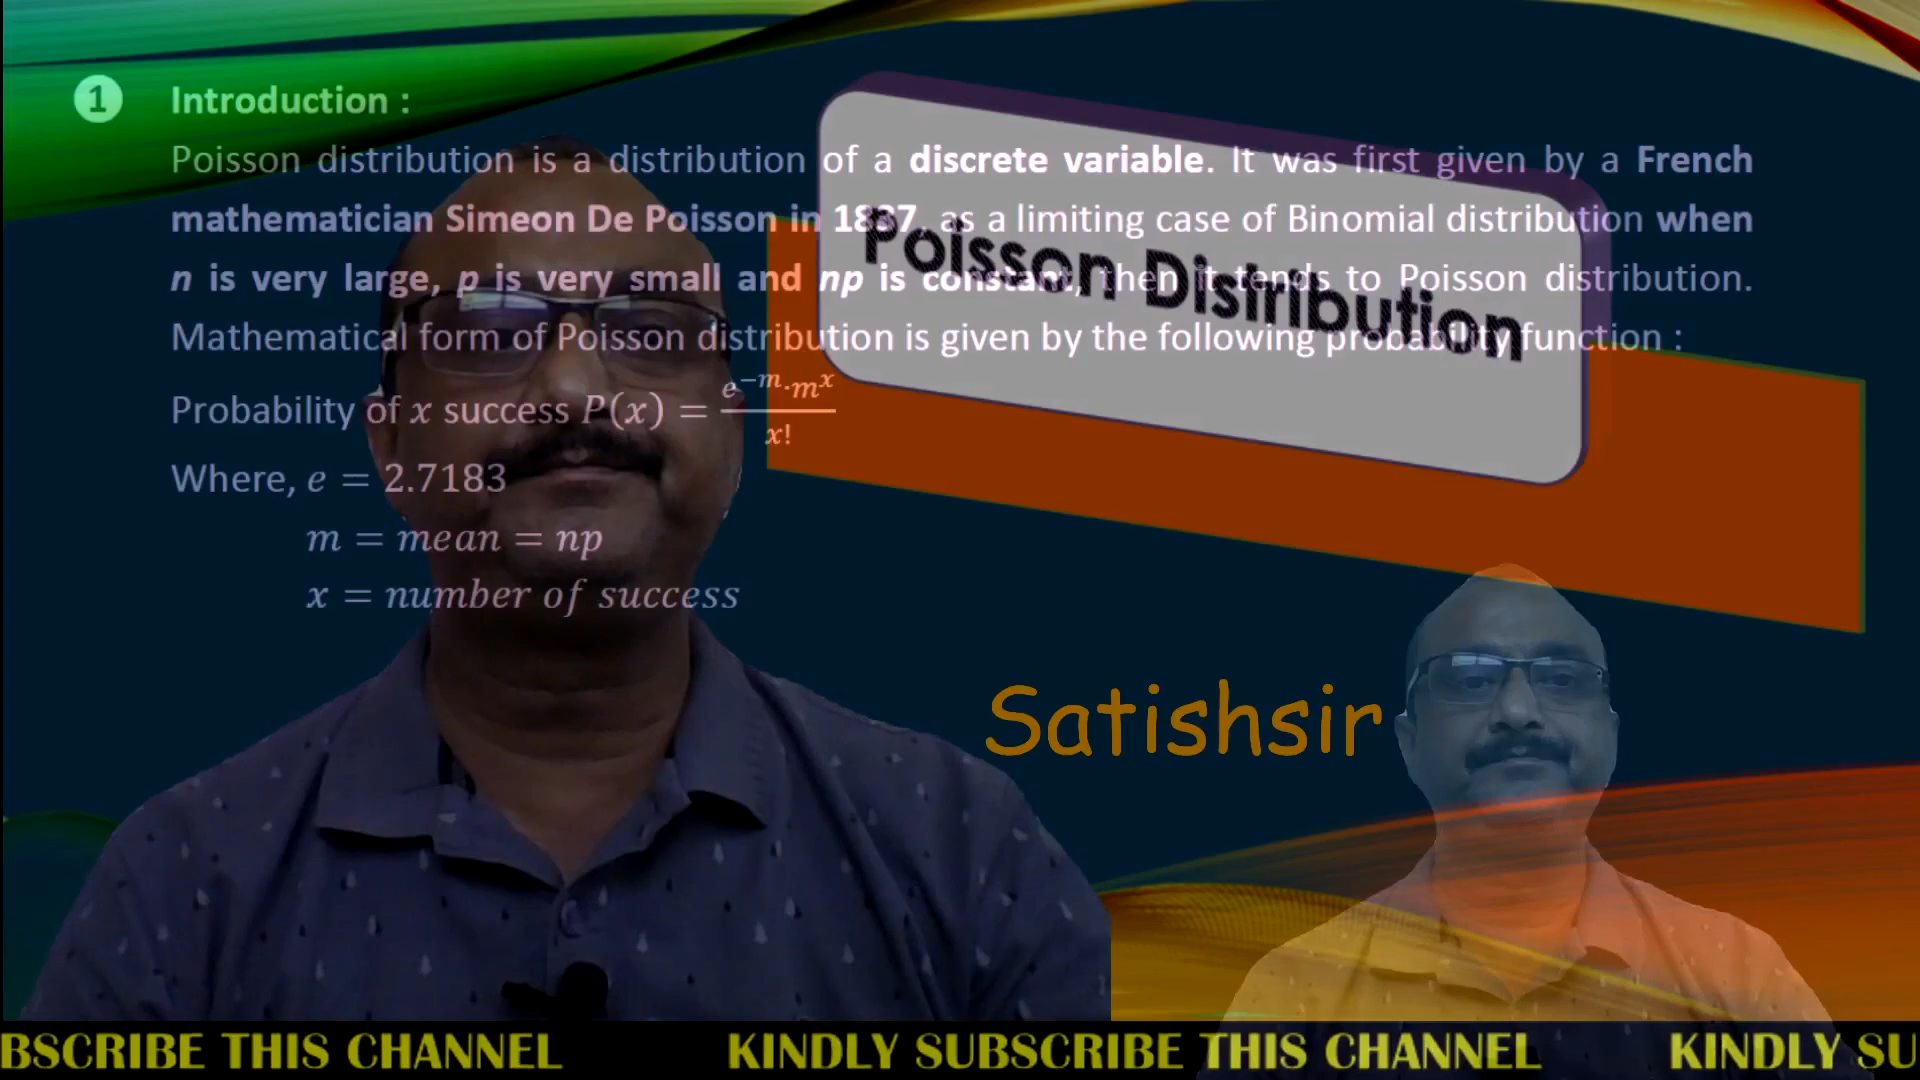 1 Introduction :
Poisson distribution is a distribution of a discrete variable. It was first given by a French
mathematician Simeon De Poisson in 1837, as a limiting case of Binomial distribution when
n is very large, p is very small and np is constant, then it tends to Poisson distribution.
Mathematical form of Poisson distribution is given by the following probability function :
Probability of x success P(x) = e^{-m}.m^x / x!
Where, e = 2.7183
m = mean = np
x = number of success
Poisson Distribution
Satishsir
BSCRIBE THIS CHANNEL KINDLY SUBSCRIBE THIS CHANNEL KINDLY SU